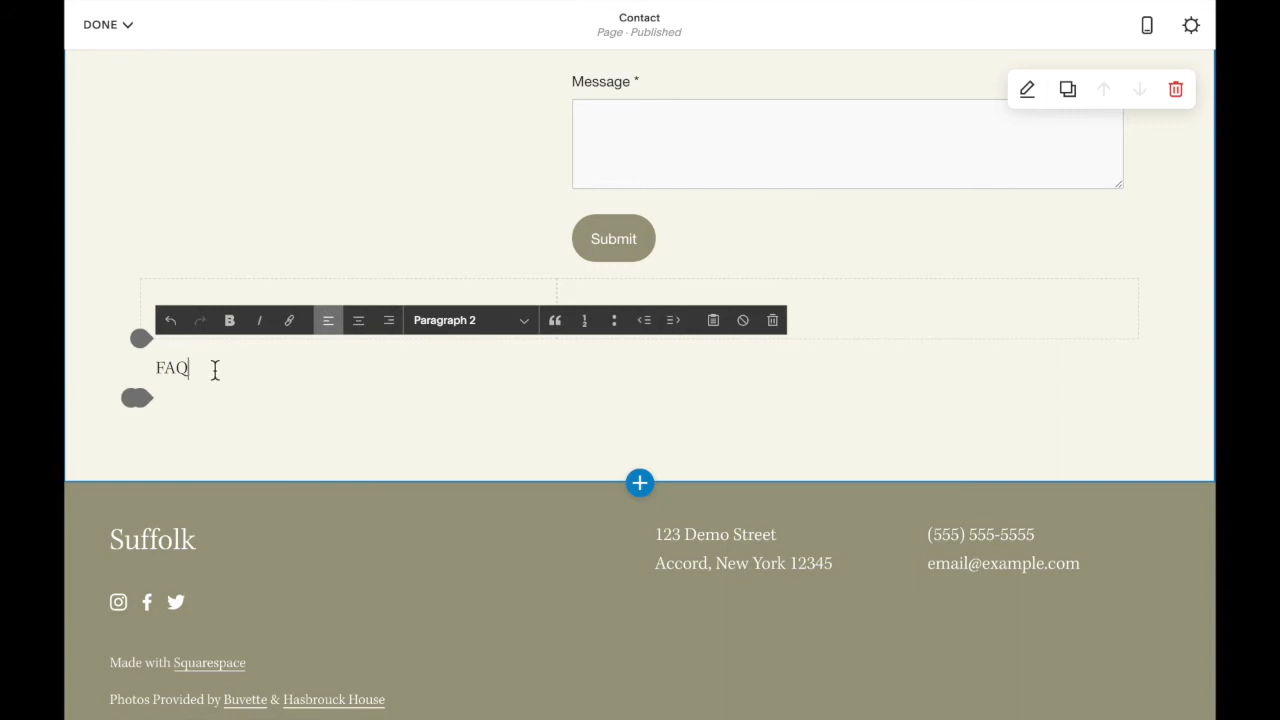 DONE
Contact
Page · Published
Message *
Submit
B I Paragraph 2
FAQ
Suffolk
123 Demo Street
(555) 555-5555
Accord, New York 12345
email@example.com
Made with Squarespace
Photos Provided by Buvette & Hasbrouck House